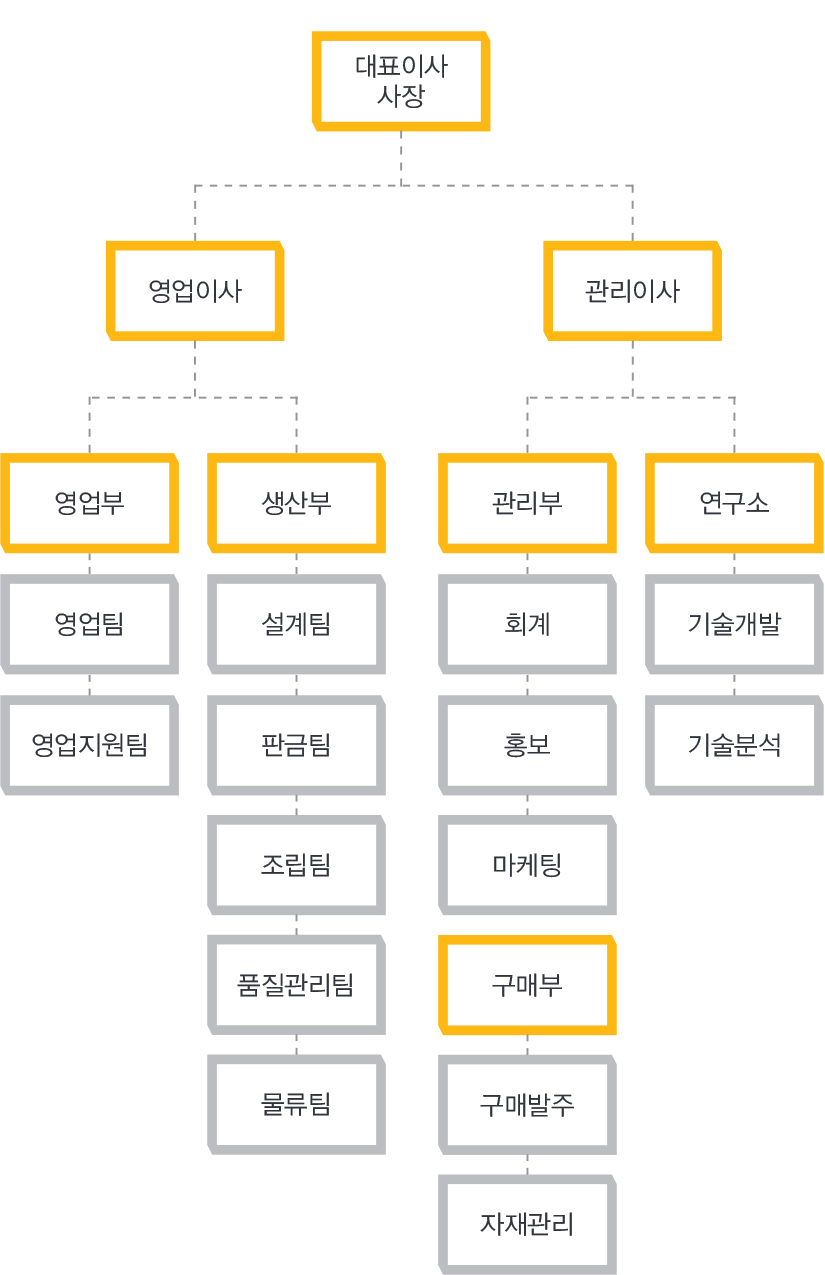 대표이사
사장
영업이사
관리이사
영업부
생산부
관리부
연구소
영업팀
설계팀
회계
기술개발
영업지원팀
판금팀
홍보
기술분석
조립팀
마케팅
품질관리팀
구매부
물류팀
구매발주
자재관리